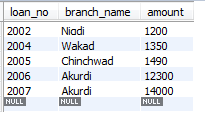 loan_no branch_name amount
2002 Nigdi 1200
2004 Wakad 1350
2005 Chinchwad 1490
2006 Akurdi 12300
2007 Akurdi 14000
NULL NULL NULL